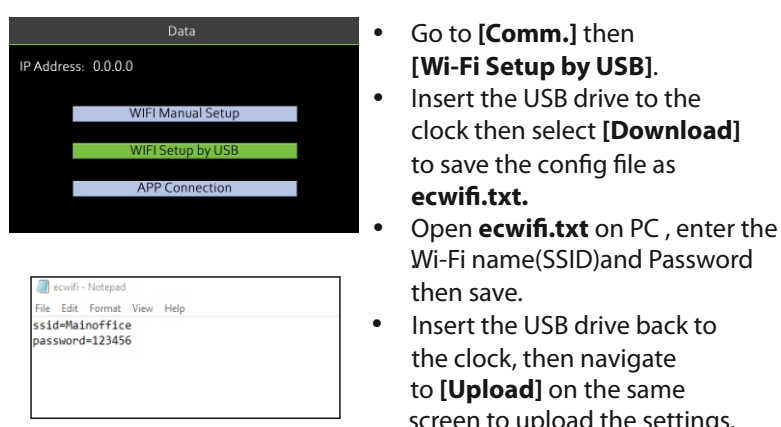 Data
IP Address: 0.0.0.0
WIFI Manual Setup
WIFI Setup by USB
APP Connection
ecwifi - Notepad
File Edit Format View Help
ssid=Mainoffice
password=123456
• Go to [Comm.] then
[Wi-Fi Setup by USB].
• Insert the USB drive to the
clock then select [Download]
to save the config file as
ecwifi.txt.
• Open ecwifi.txt on PC , enter the
Wi-Fi name(SSID)and Password
then save.
• Insert the USB drive back to
the clock, then navigate
to [Upload] on the same
screen to upload the settings.